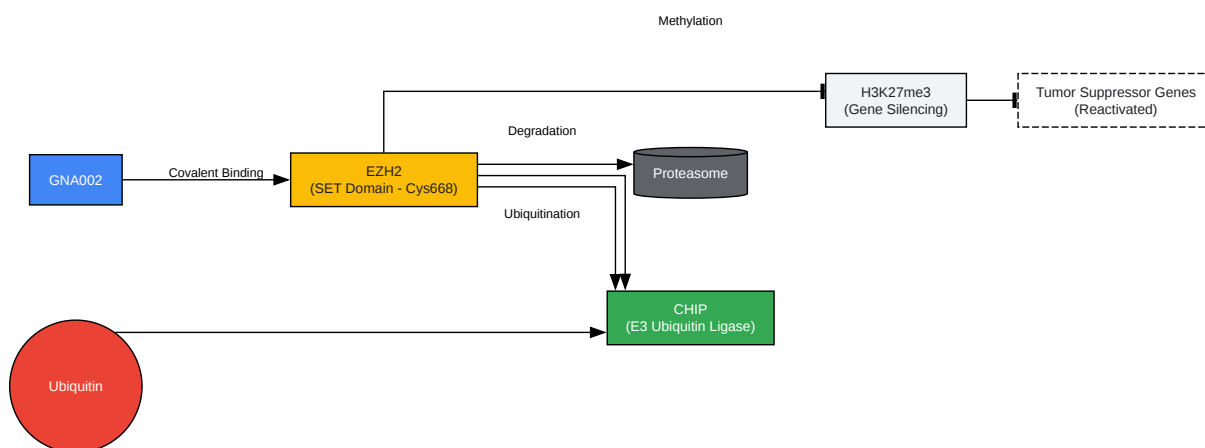 Methylation
H3K27me3
(Gene Silencing)
Tumor Suppressor Genes
(Reactivated)
Degradation
GNA002
Covalent Binding
EZH2
(SET Domain - Cys668)
Proteasome
Ubiquitination
CHIP
(E3 Ubiquitin Ligase)
Ubiquitin